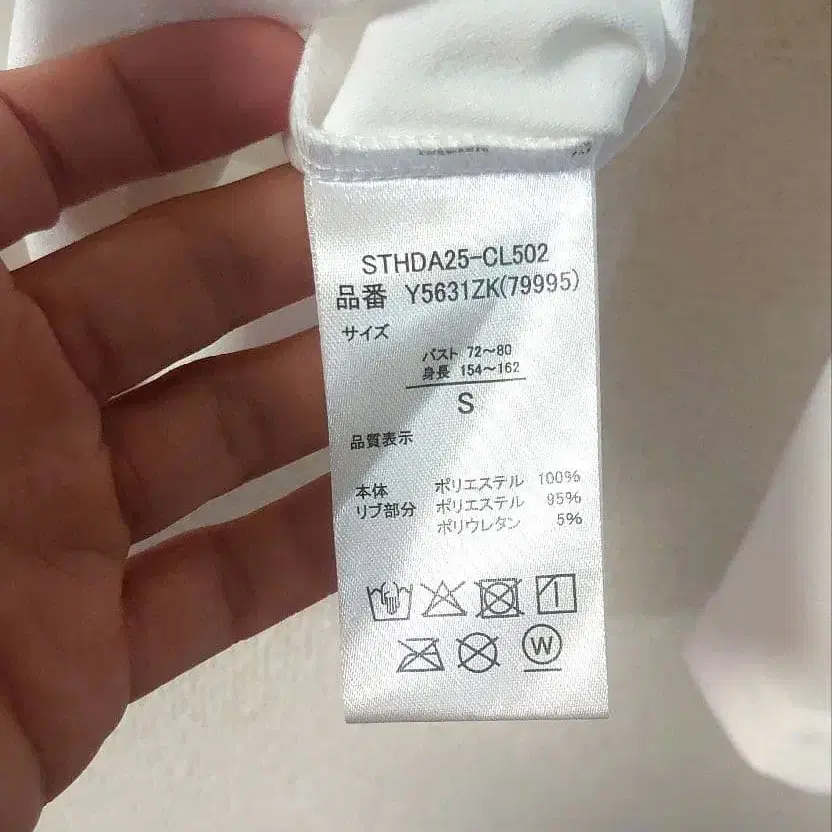 STHDA25-CL502
品番 Y5631ZK(79995)
サイズ
バスト 72～80
身長 154～162
S
品質表示
本体 ポリエステル 100%
リブ部分 ポリエステル 95%
ポリウレタン 5%
W